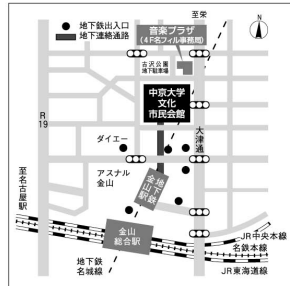 ● 地下鉄出入口
■ 地下連絡通路
至栄
N
音楽プラザ
(4F名フィル事務局)
古沢公園
地下駐車場
中京大学
文化
市民会館
R
19
大津通
ダイエー
アスナル
金山
地下鉄
金山駅
至名古屋駅
金山
総合駅
JR中央本線
名鉄本線
JR東海道線
地下鉄
名城線